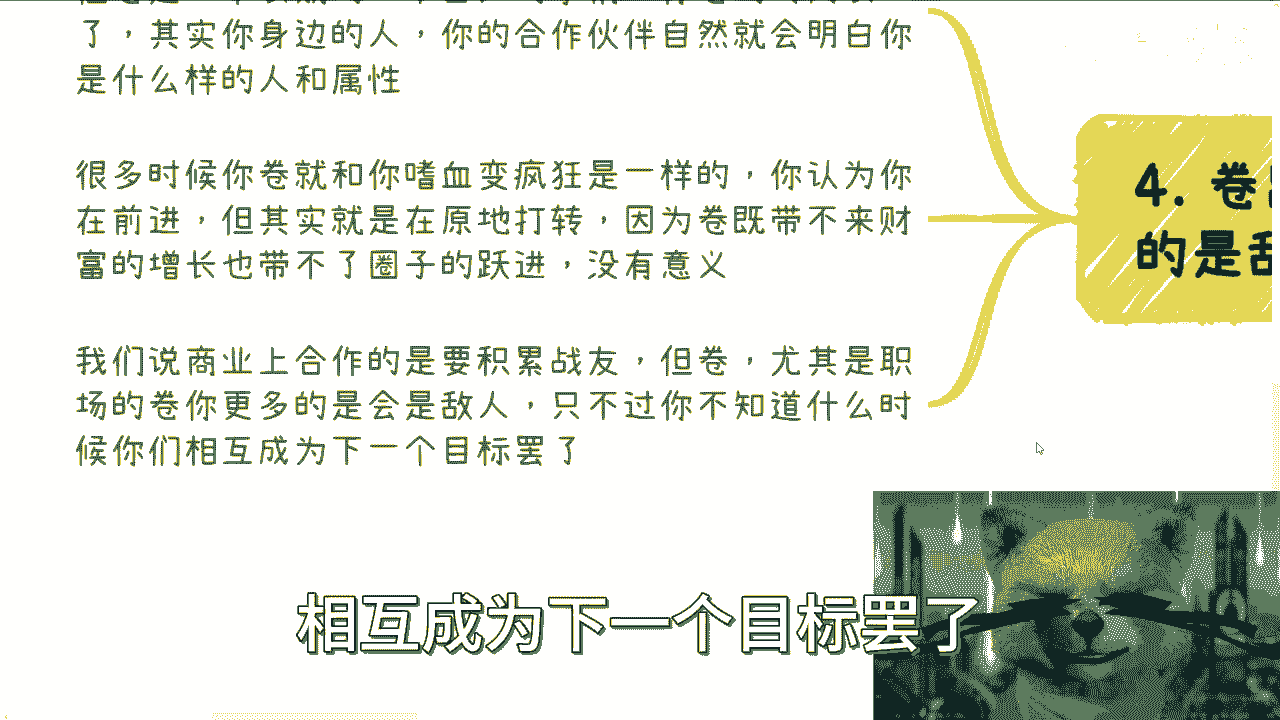 了，其实你身边的人，你的合作伙伴自然就会明白你
是什么样的人和属性
很多时候你卷就和你嗜血变疯狂是一样的，你认为你
在前进，但其实就是在原地打转，因为卷既带不来财
富的增长也带不了圈子的跃进，没有意义
我们说商业上合作的是要积累战友，但卷，尤其是职
场的卷你更多的是会是敌人，只不过你不知道什么时
候你们相互成为下一个目标罢了
4. 卷
的是敌
相互成为下一个目标罢了